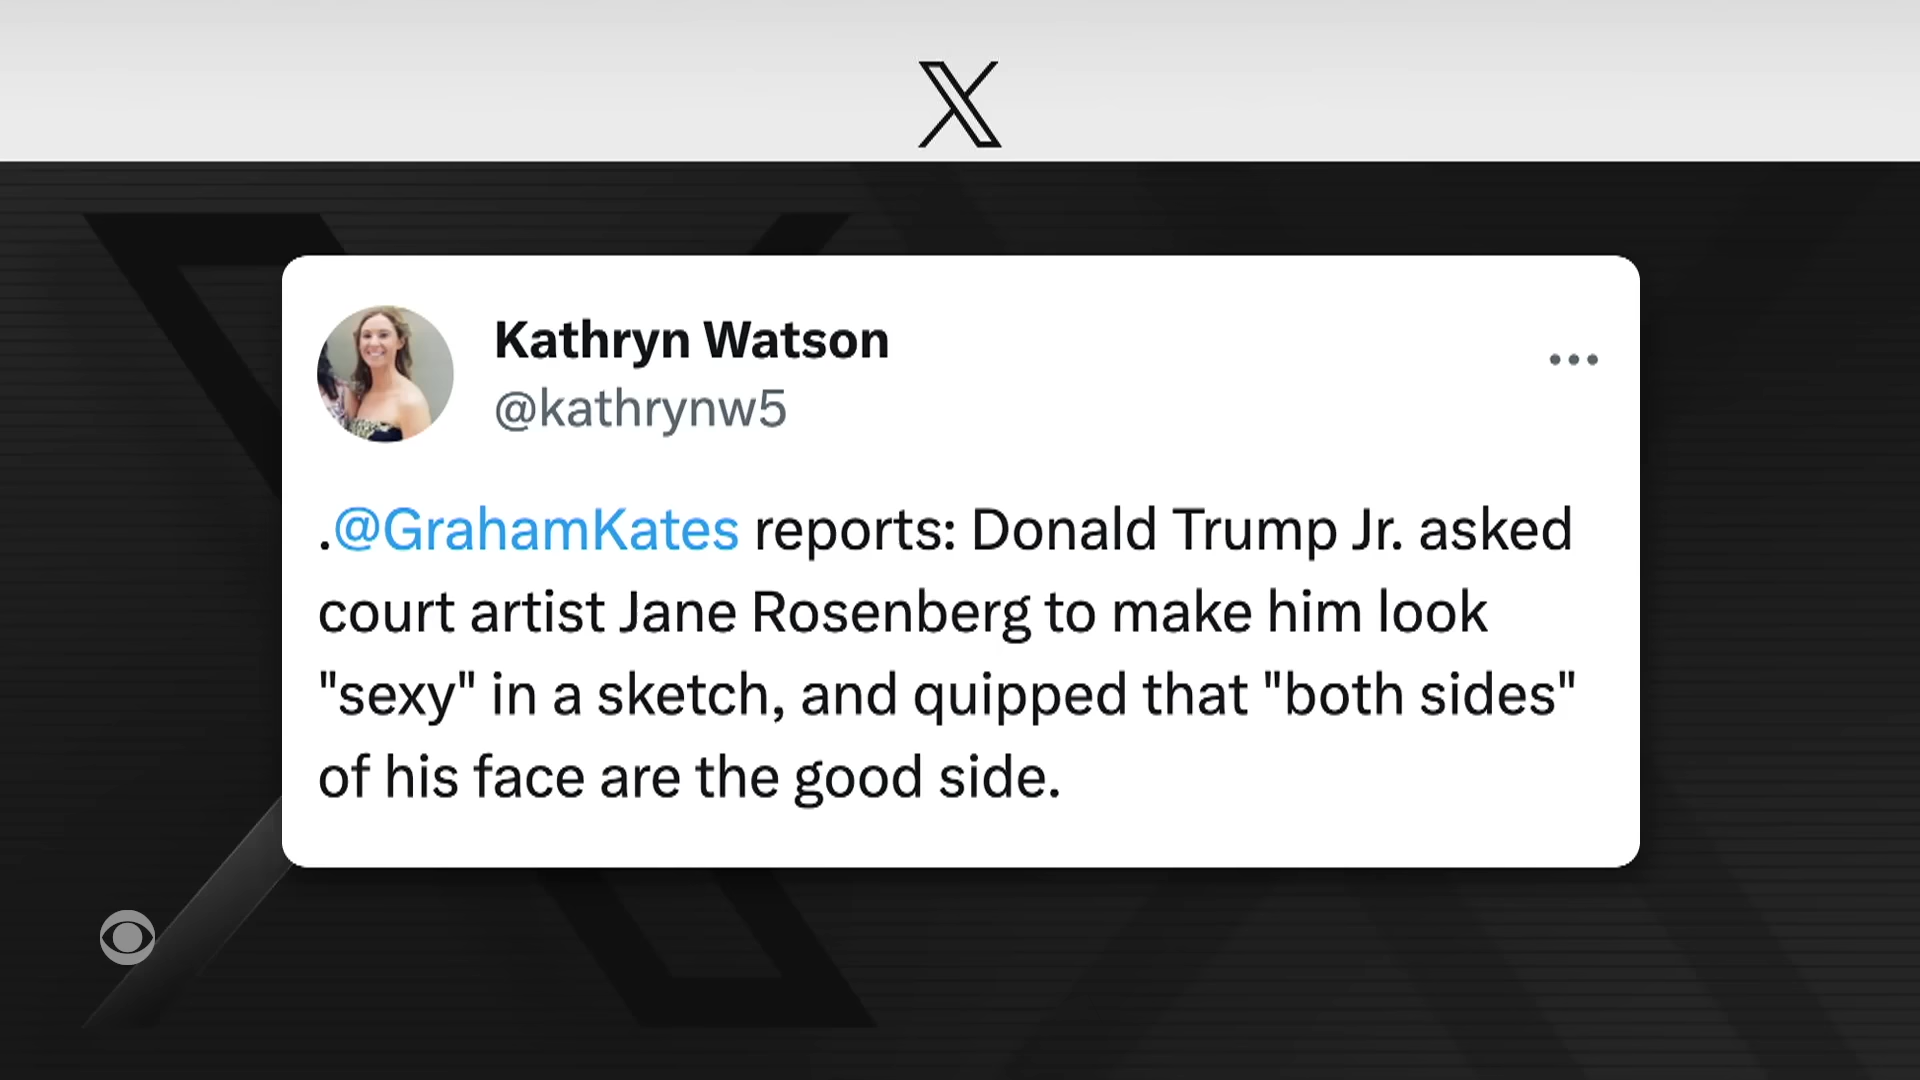 Kathryn Watson
@kathrynw5
.@GrahamKates reports: Donald Trump Jr. asked
court artist Jane Rosenberg to make him look
"sexy" in a sketch, and quipped that "both sides"
of his face are the good side.